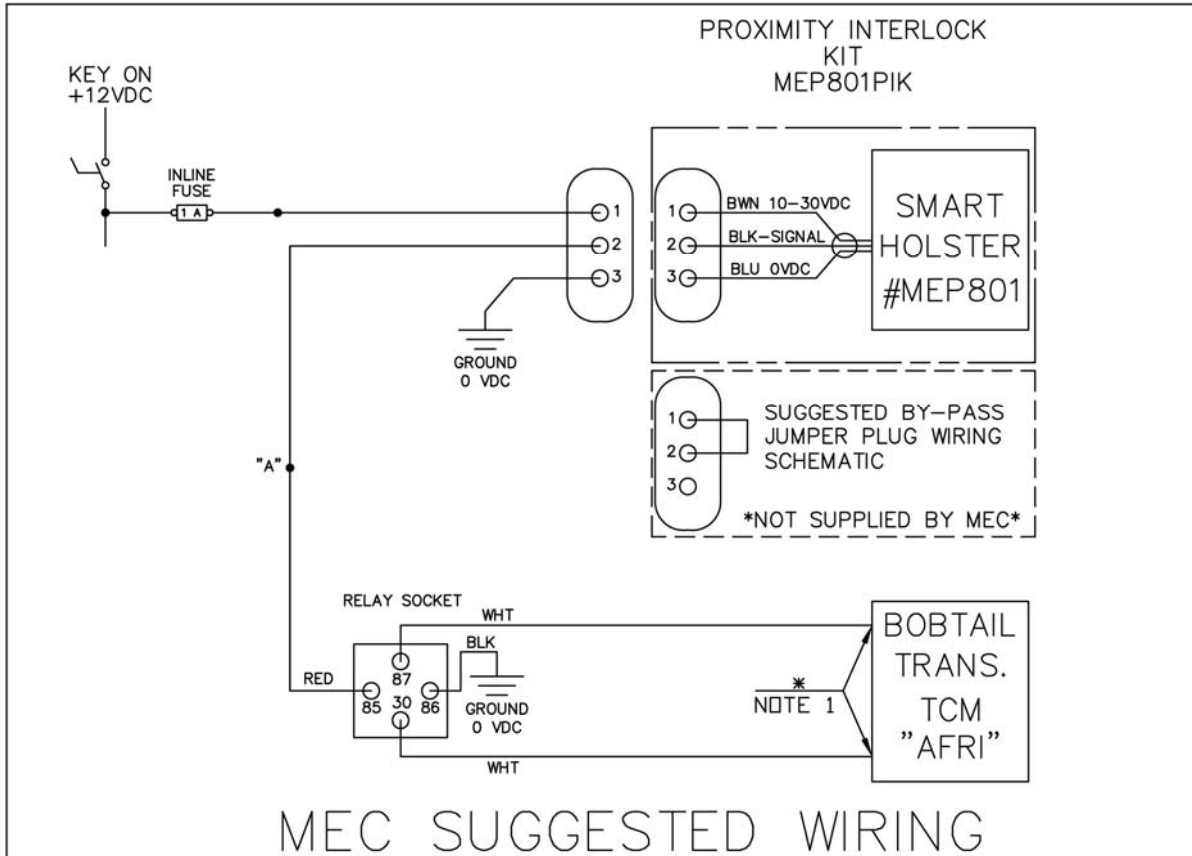 PROXIMITY INTERLOCK
KIT
MEP801PIK
KEY ON
+12VDC
INLINE
FUSE
1 A
1
2
3
GROUND
0 VDC
1
2
3
BWN 10-30VDC
BLK-SIGNAL
BLU 0VDC
SMART
HOLSTER
#MEP801
1
2
3
SUGGESTED BY-PASS
JUMPER PLUG WIRING
SCHEMATIC
*NOT SUPPLIED BY MEC*
"A"
RELAY SOCKET
WHT
BLK
RED
87
85
30
86
GROUND
0 VDC
WHT
*
NOTE 1
BOBTAIL
TRANS.
TCM
"AFRI"
MEC SUGGESTED WIRING